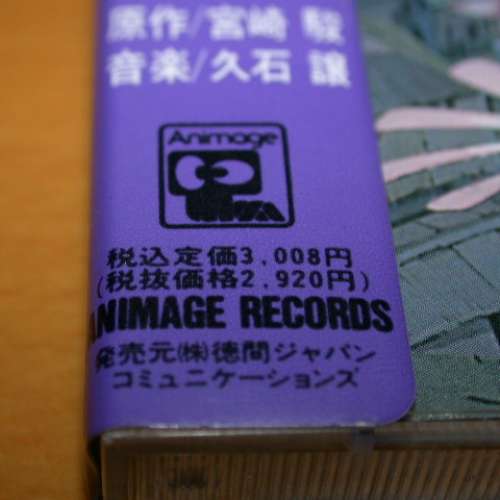 原作/宮崎 駿
音楽/久石 譲
Animage
税込定価3,008円
(税抜価格2,920円)
ANIMAGE RECORDS
発売元㈱徳間ジャパン
コミュニケーションズ